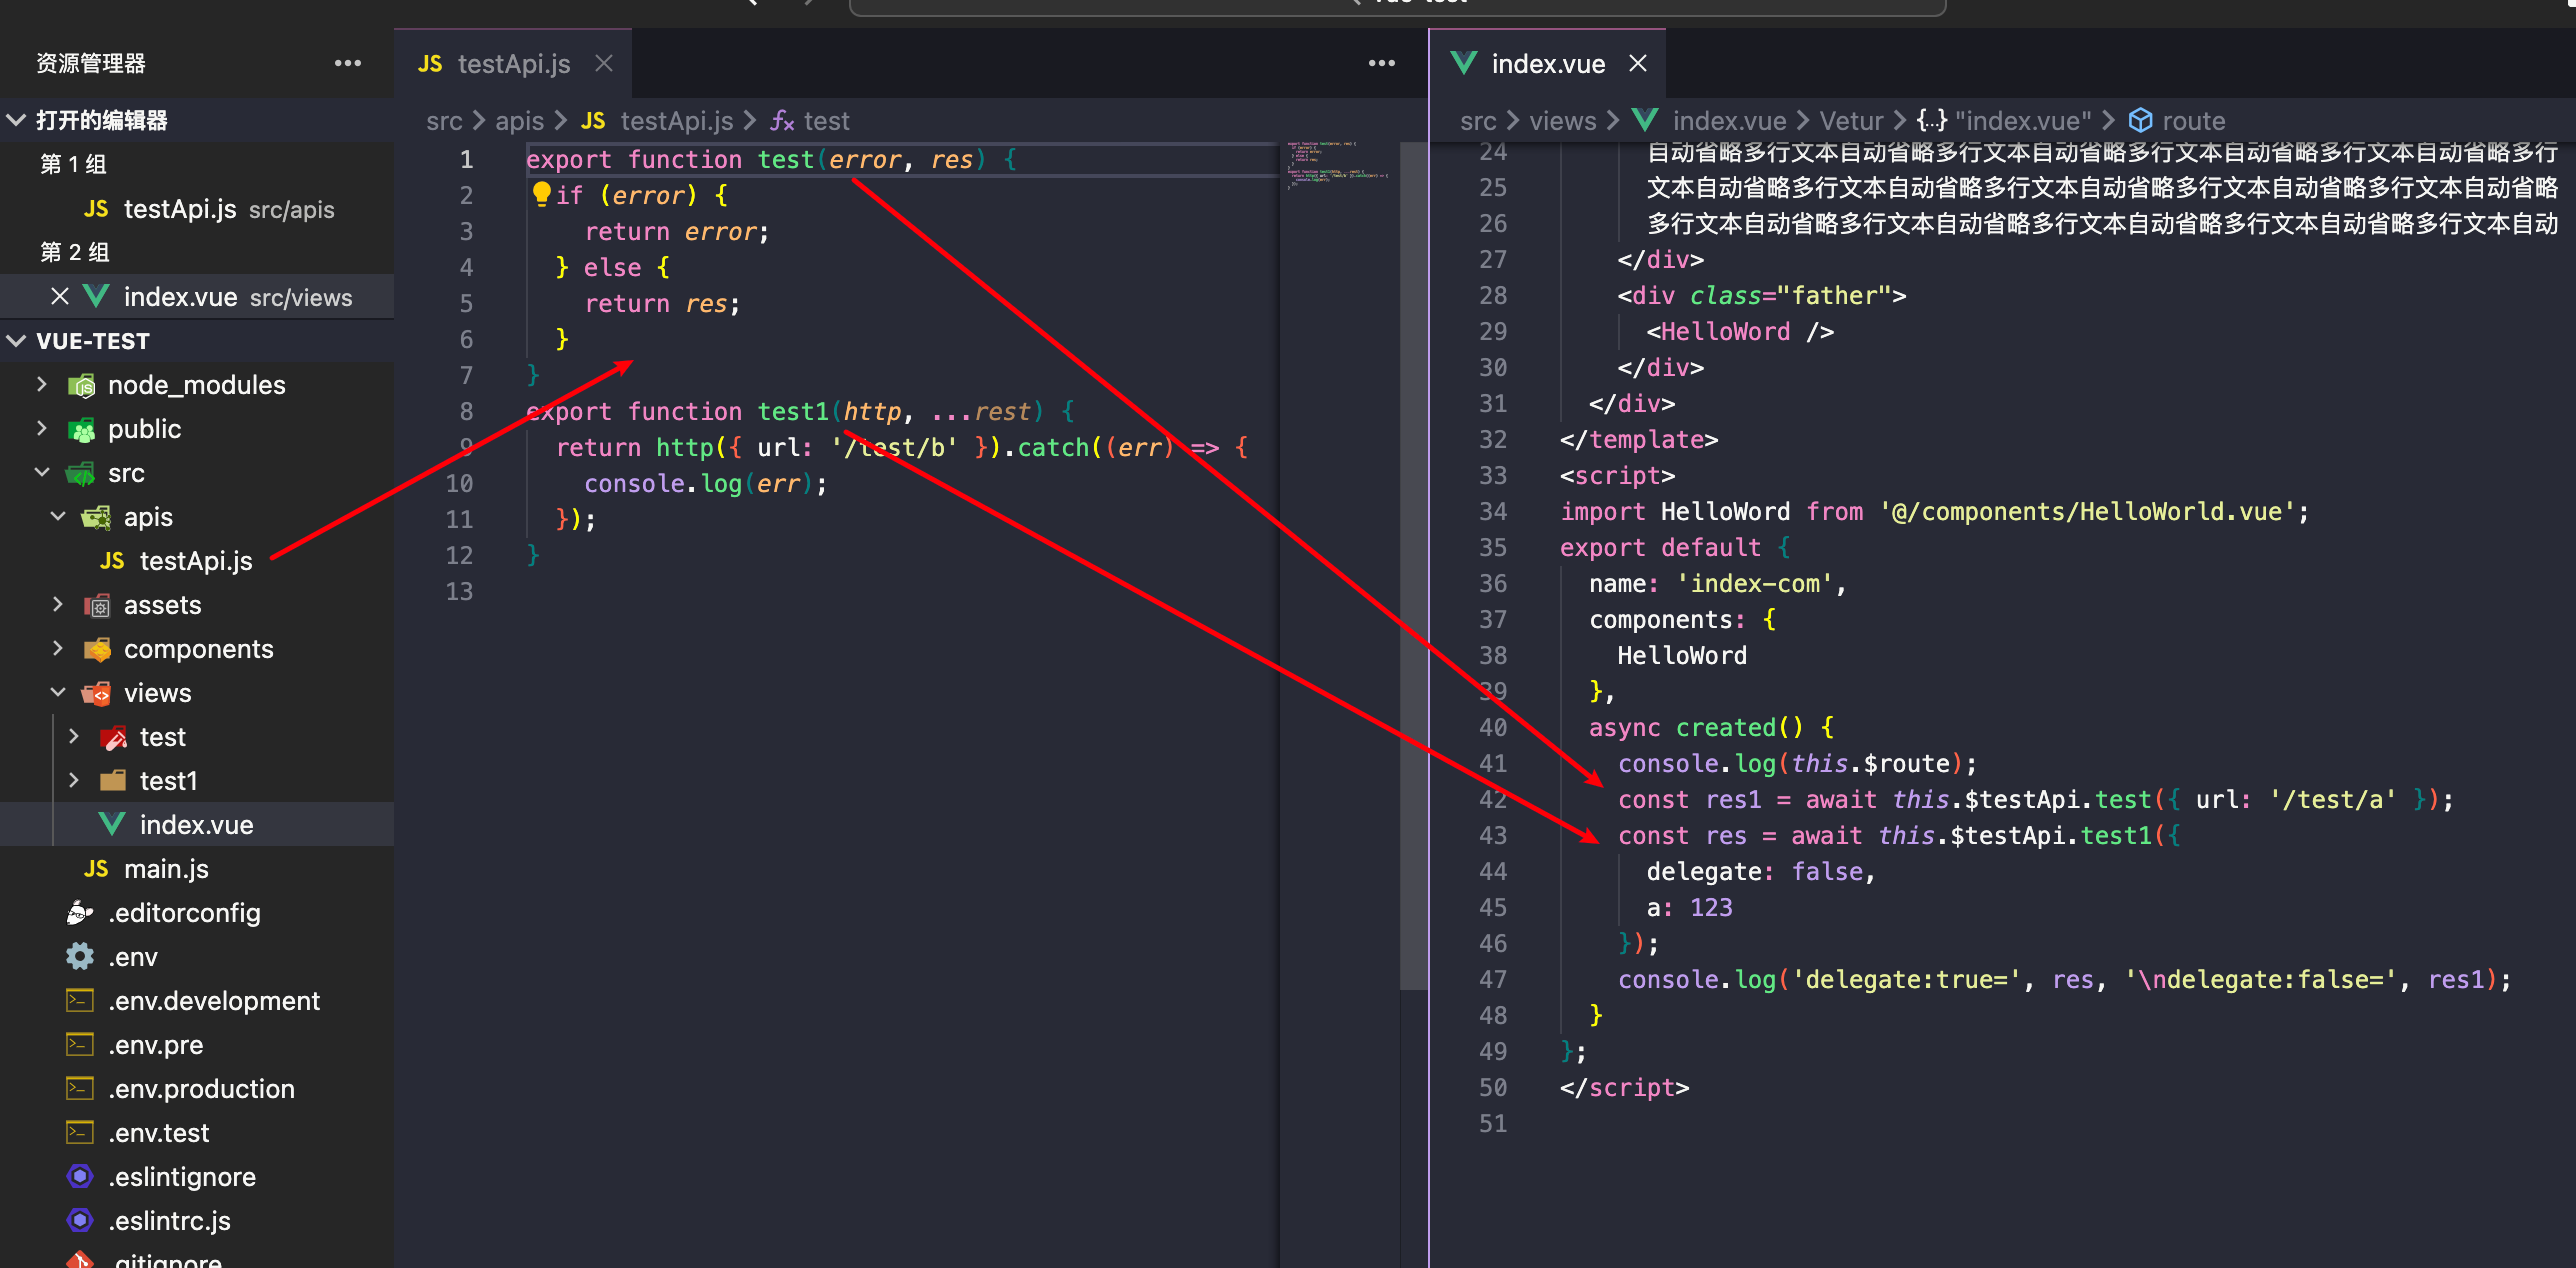 资源管理器
打开的编辑器
第 1 组
JS testApi.js src/apis
第 2 组
index.vue src/views
VUE-TEST
node_modules
public
src
apis
JS testApi.js
assets
components
views
test
test1
index.vue
JS main.js
.editorconfig
.env
.env.development
.env.pre
.env.production
.env.test
.eslintignore
.eslintrc.js
.gitignore
JS testApi.js
src > apis > JS testApi.js > test
1 export function test(error, res) {
2 if (error) {
3 return error;
4 } else {
5 return res;
6 }
7 }
8 export function test1(http, ...rest) {
9 return http({ url: '/test/b' }).catch((err) => {
10 console.log(err);
11 });
12 }
13
index.vue
src > views > index.vue > Vetur > {...} "index.vue" > route
24 自动省略多行文本自动省略多行文本自动省略多行文本自动省略多行文本自动省略多行
25 文本自动省略多行文本自动省略多行文本自动省略多行文本自动省略多行文本自动省略
26 多行文本自动省略多行文本自动省略多行文本自动省略多行文本自动省略多行文本自动
27 </div>
28 <div class="father">
29 <HelloWord />
30 </div>
31 </div>
32 </template>
33 <script>
34 import HelloWord from '@/components/HelloWorld.vue';
35 export default {
36 name: 'index-com',
37 components: {
38 HelloWord
39 },
40 async created() {
41 console.log(this.$route);
42 const res1 = await this.$testApi.test({ url: '/test/a' });
43 const res = await this.$testApi.test1({
44 delegate: false,
45 a: 123
46 });
47 console.log('delegate:true=', res, '\ndelegate:false=', res1);
48 }
49 };
50 </script>
51